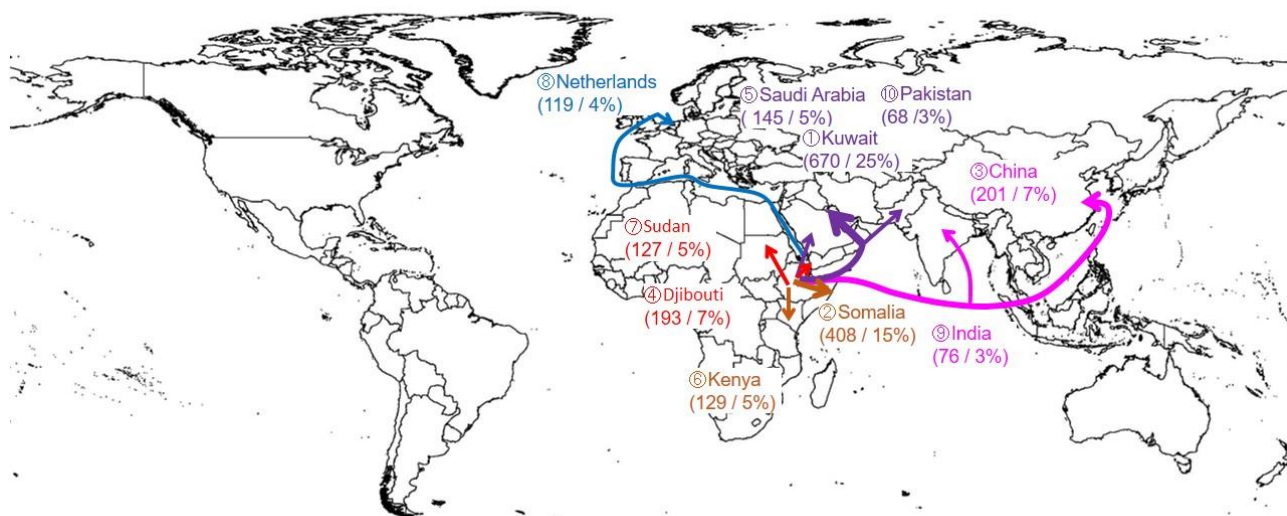 ⑧Netherlands
(119 / 4%)
⑤Saudi Arabia
( 145 / 5%)
⑩Pakistan
(68 /3%)
①Kuwait
(670 / 25%)
③China
(201 / 7%)
⑦Sudan
(127 / 5%)
④Djibouti
(193 / 7%)
②Somalia
(408 / 15%)
⑨India
(76 / 3%)
⑥Kenya
(129 / 5%)